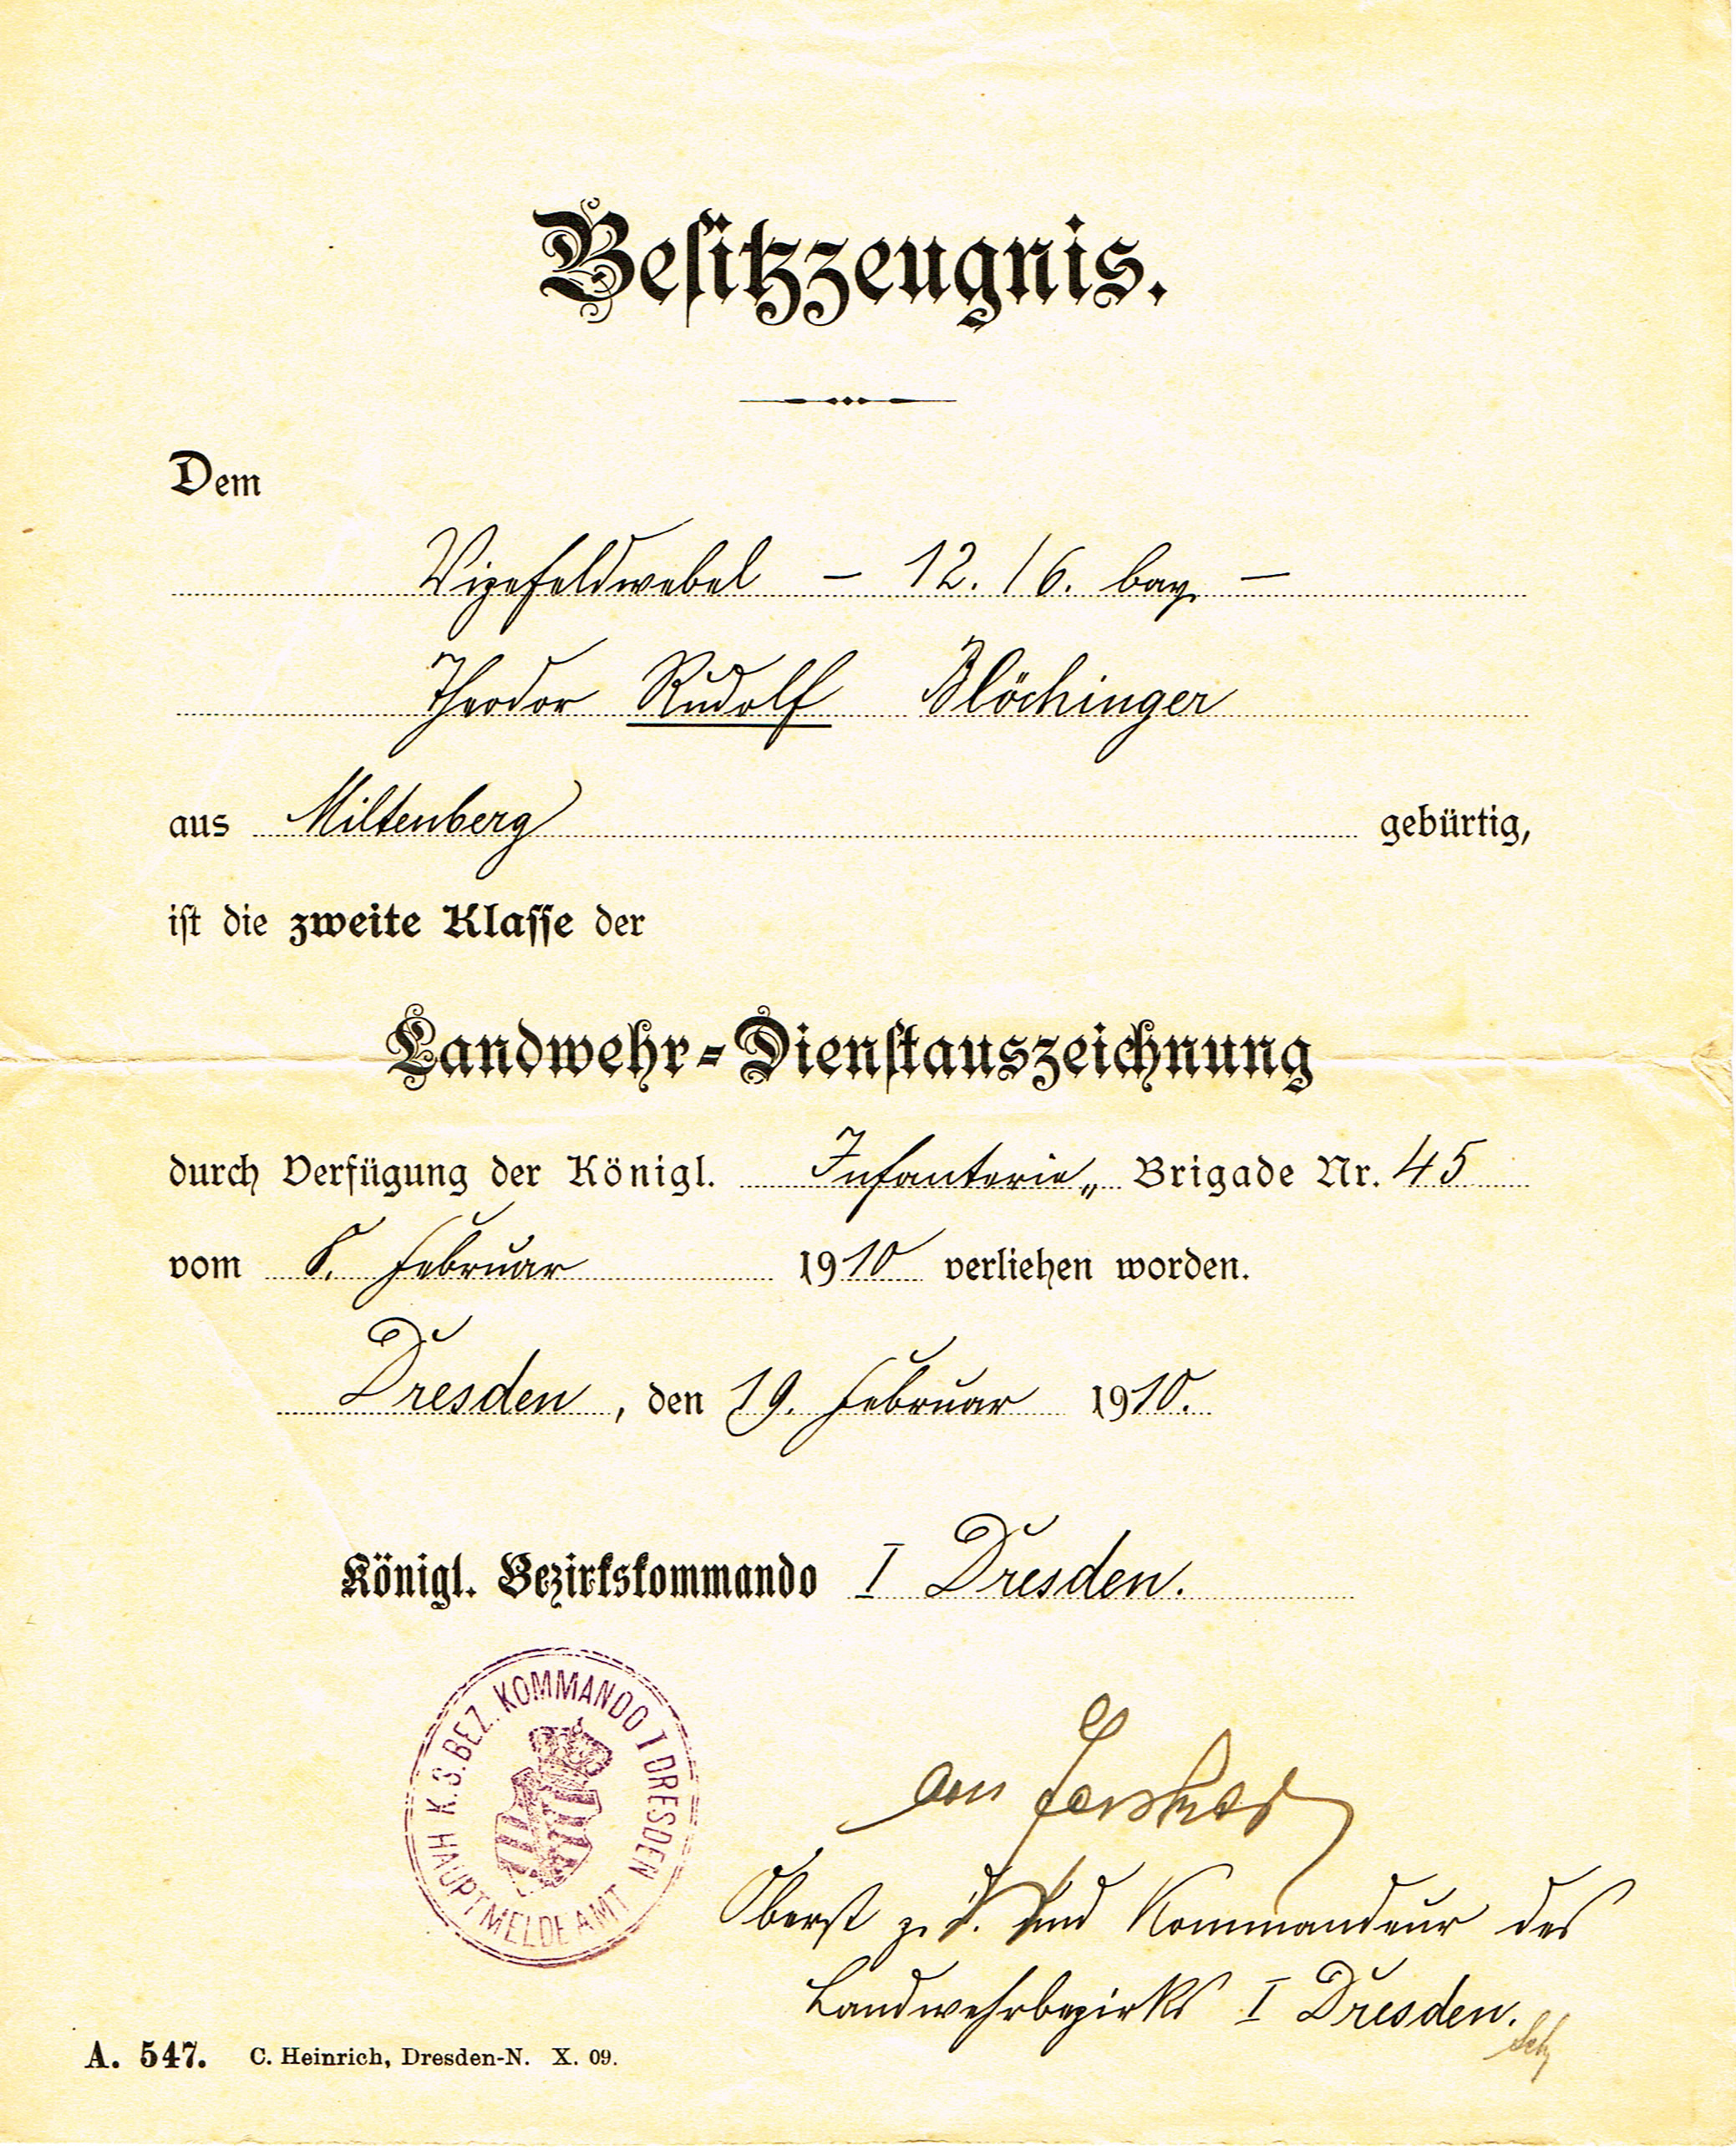 Besitzzeugnis.
Dem
Vizefeldwebel – 12. / 6. bay. –
Theodor Rudolf Blöchinger
aus Miltenberg gebürtig,
ist die zweite Klasse der
Landwehr-Dienstauszeichnung
durch Verfügung der Königl. Infanterie- Brigade Nr. 45
vom 8. Februar 1910 verliehen worden.
Dresden, den 19. Februar 1910.
Königl. Bezirkskommando I Dresden.
K. S. BEZ. KOMMANDO I DRESDEN
HAUPTMELDEAMT
Oberst z. D. und Kommandeur des
Landwehrbezirks I Dresden.
A. 547. C. Heinrich, Dresden-N. X. 09.